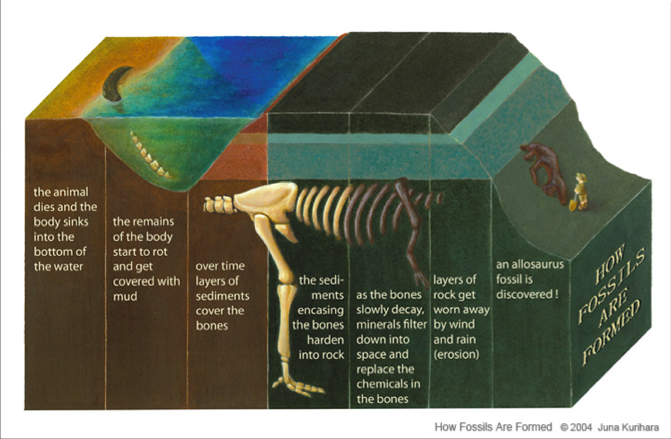 the animal
dies and the
body sinks
into the
bottom of
the water
the remains
of the body
start to rot
and get
covered with
mud
over time
layers of
sediments
cover the
bones
the sedi-
ments
encasing
the bones
harden
into rock
as the bones
slowly decay,
minerals filter
down into
space and
replace the
chemicals in
the bones
layers of
rock get
worn away
by wind
and rain
(erosion)
an allosaurus
fossil is
discovered !
HOW
FOSSILS
ARE
FORMED
How Fossils Are Formed © 2004 Juna Kurihara